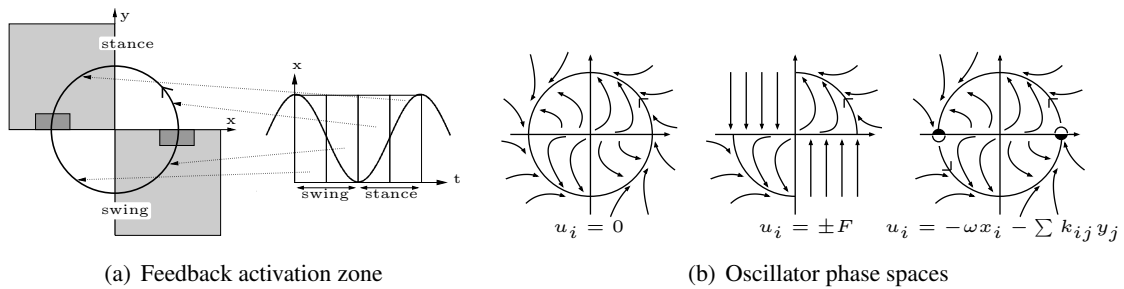 y
stance
x
swing
x
swing
stance
t
u_i = 0
u_i = ±F
u_i = −ωx_i − ∑ k_ij y_j
(a) Feedback activation zone
(b) Oscillator phase spaces